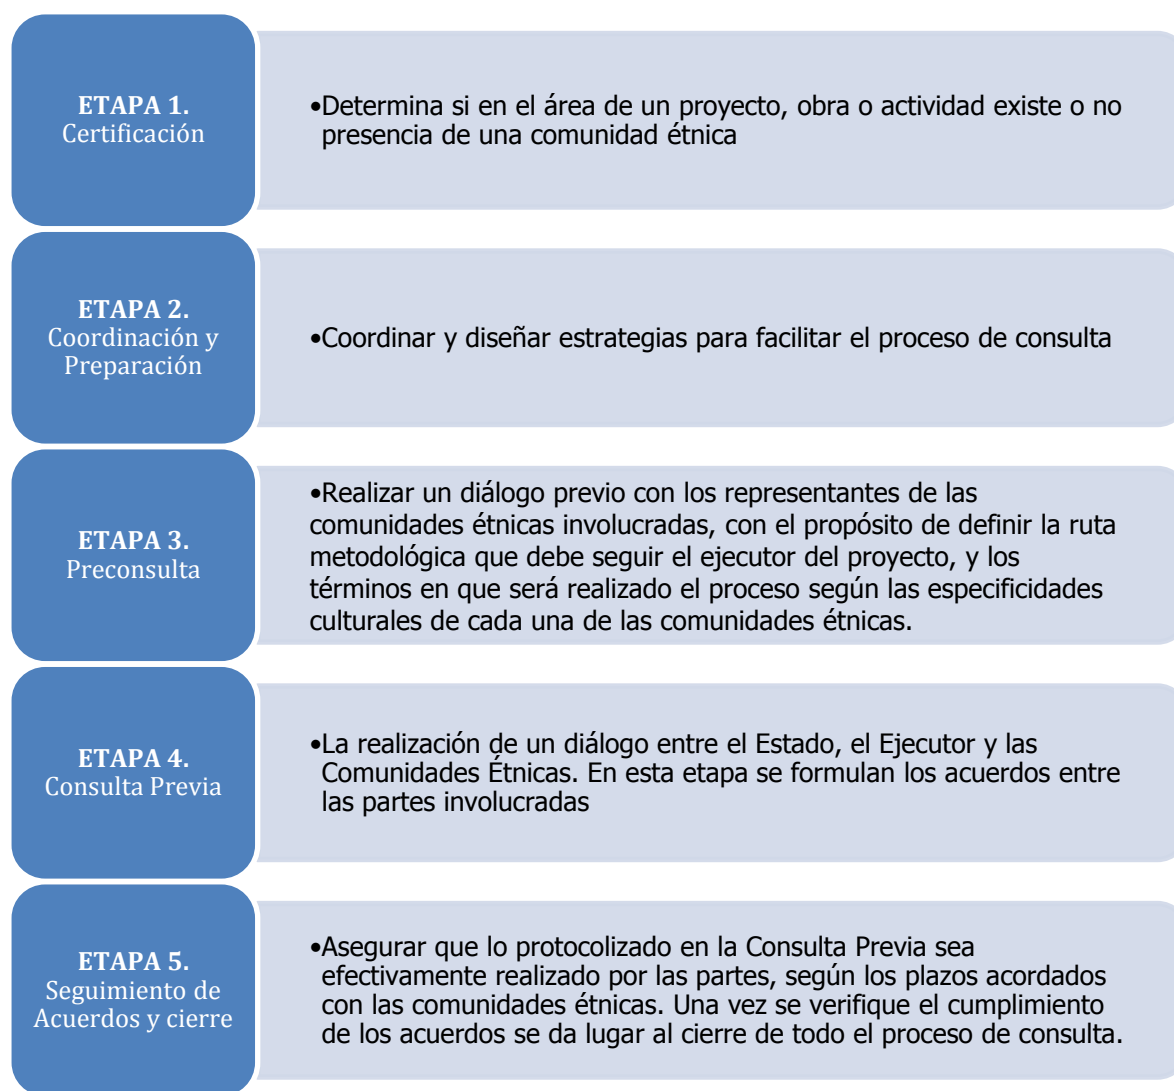 ETAPA 1.
Certificación
•Determina si en el área de un proyecto, obra o actividad existe o no
presencia de una comunidad étnica
ETAPA 2.
Coordinación y
Preparación
•Coordinar y diseñar estrategias para facilitar el proceso de consulta
ETAPA 3.
Preconsulta
•Realizar un diálogo previo con los representantes de las
comunidades étnicas involucradas, con el propósito de definir la ruta
metodológica que debe seguir el ejecutor del proyecto, y los
términos en que será realizado el proceso según las especificidades
culturales de cada una de las comunidades étnicas.
ETAPA 4.
Consulta Previa
•La realización de un diálogo entre el Estado, el Ejecutor y las
Comunidades Étnicas. En esta etapa se formulan los acuerdos entre
las partes involucradas
ETAPA 5.
Seguimiento de
Acuerdos y cierre
•Asegurar que lo protocolizado en la Consulta Previa sea
efectivamente realizado por las partes, según los plazos acordados
con las comunidades étnicas. Una vez se verifique el cumplimiento
de los acuerdos se da lugar al cierre de todo el proceso de consulta.